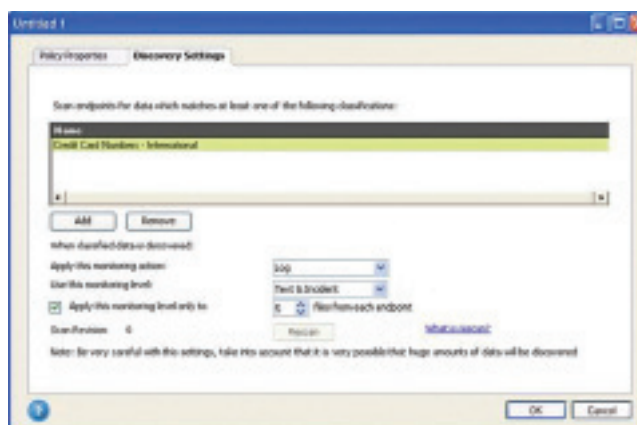 Untitled 1
Policy Properties Discovery Settings
Scan endpoints for data which matches at least one of the following classifications:
Name
Credit Card Numbers - International
Add Remove
When classified data is discovered:
Apply this monitoring action: Log
Use this monitoring level: Text & Incident
Apply this monitoring level only to: files from each endpoint
Scan Revision 0 Rescan What is rescan?
Note: Be very careful with this settings, take into account that it is very possible that huge amounts of data will be discovered
? OK Cancel